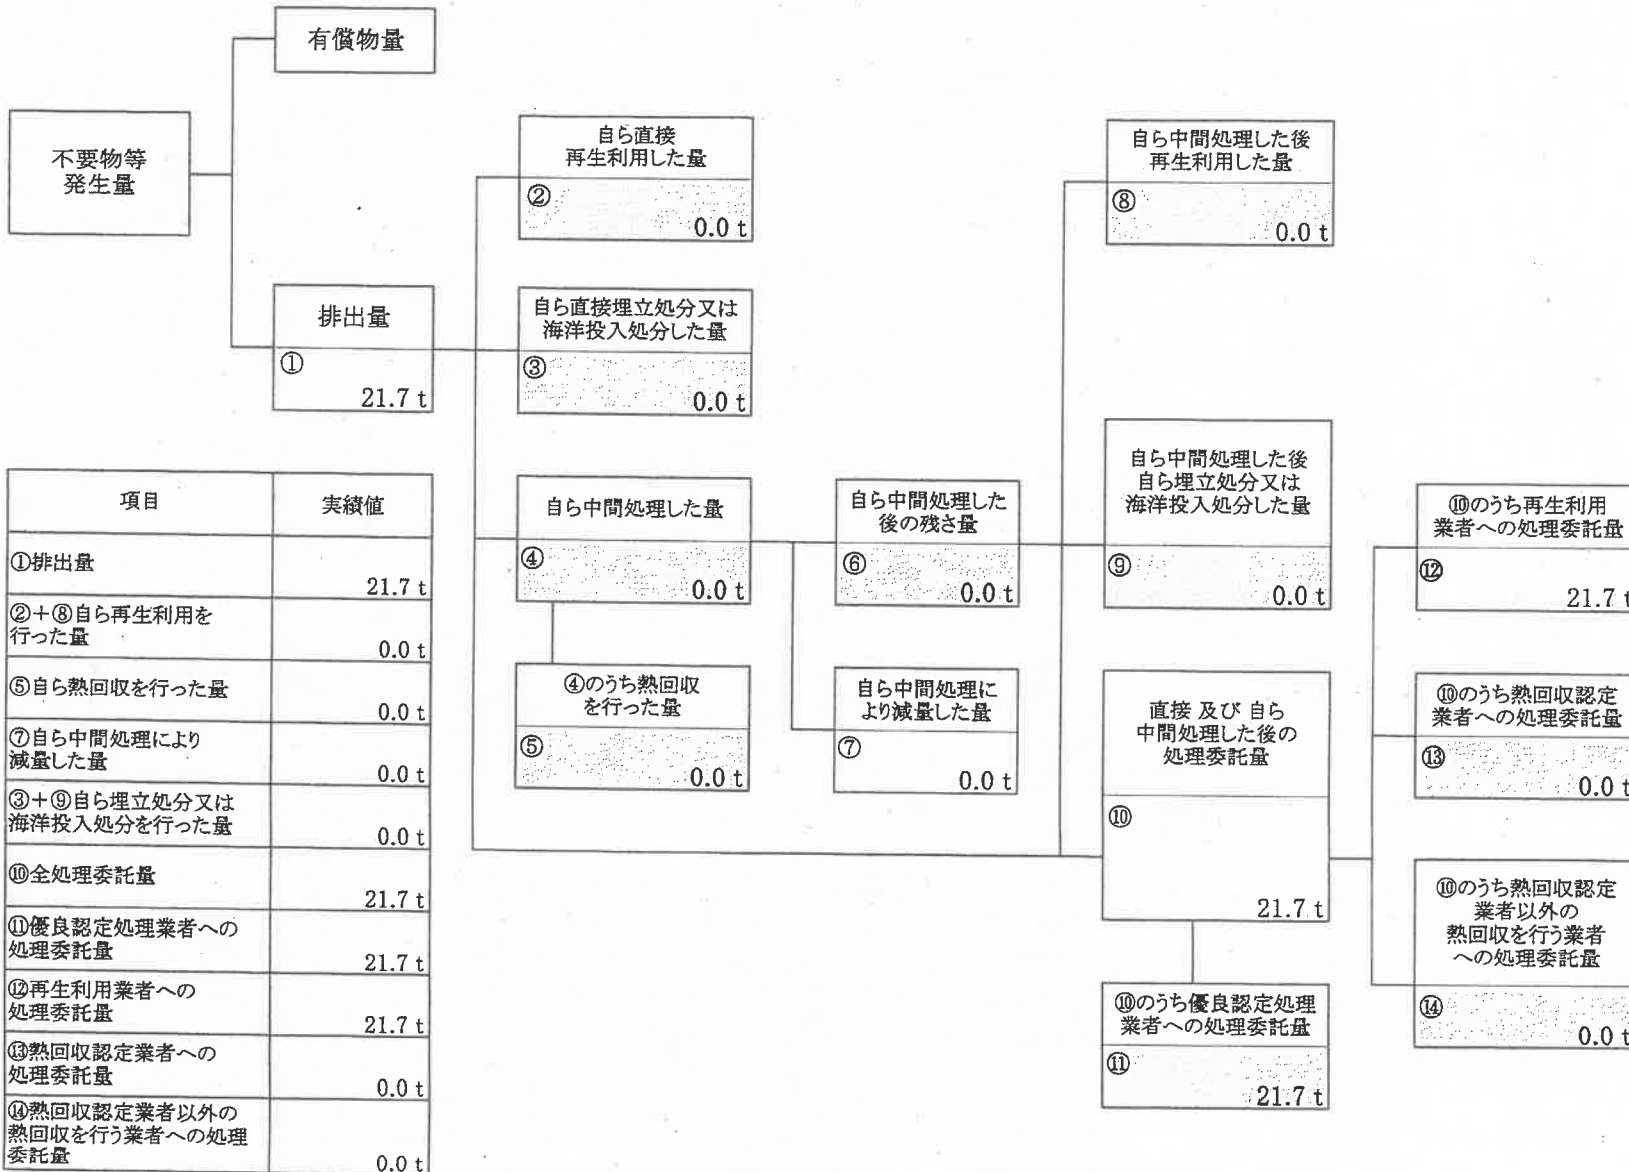 有償物量
不要物等
発生量
排出量
①
21.7 t
自ら直接
再生利用した量
②
0.0 t
自ら直接埋立処分又は
海洋投入処分した量
③
0.0 t
自ら中間処理した量
④
0.0 t
④のうち熱回収
を行った量
⑤
0.0 t
自ら中間処理した
後の残さ量
⑥
0.0 t
自ら中間処理に
より減量した量
⑦
0.0 t
自ら中間処理した後
再生利用した量
⑧
0.0 t
自ら中間処理した後
自ら埋立処分又は
海洋投入処分した量
⑨
0.0 t
直接 及び 自ら
中間処理した後の
処理委託量
⑩
21.7 t
⑩のうち優良認定処理
業者への処理委託量
⑪
21.7 t
⑩のうち再生利用
業者への処理委託量
⑫
21.7 t
⑩のうち熱回収認定
業者への処理委託量
⑬
0.0 t
⑩のうち熱回収認定
業者以外の
熱回収を行う業者
への処理委託量
⑭
0.0 t
項目 実績値
①排出量
21.7 t
②＋⑧自ら再生利用を
行った量
0.0 t
⑤自ら熱回収を行った量
0.0 t
⑦自ら中間処理により
減量した量
0.0 t
③＋⑨自ら埋立処分又は
海洋投入処分を行った量
0.0 t
⑩全処理委託量
21.7 t
⑪優良認定処理業者への
処理委託量
21.7 t
⑫再生利用業者への
処理委託量
21.7 t
⑬熱回収認定業者への
処理委託量
0.0 t
⑭熱回収認定業者以外の
熱回収を行う業者への処理
委託量
0.0 t